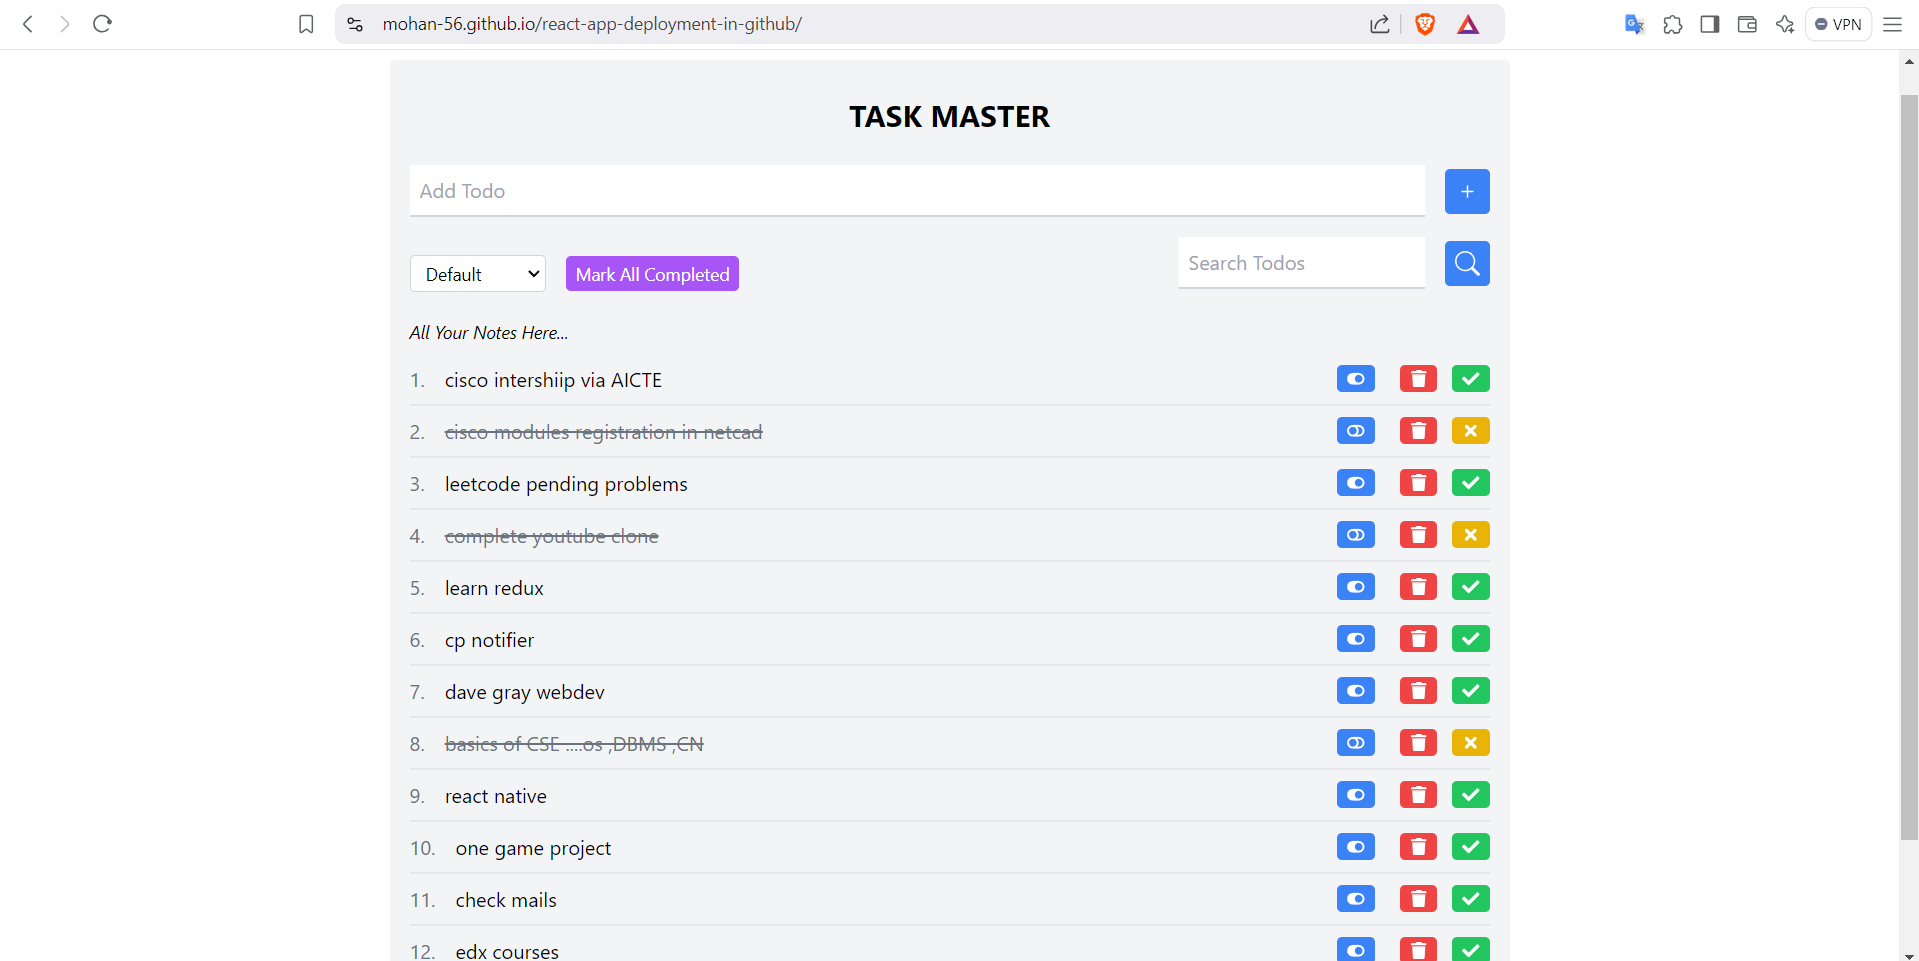 mohan-56.github.io/react-app-deployment-in-github/
VPN
TASK MASTER
Add Todo
+
Default
Mark All Completed
Search Todos
All Your Notes Here...
1. cisco intershiip via AICTE
2. cisco modules registration in netcad
3. leetcode pending problems
4. complete youtube clone
5. learn redux
6. cp notifier
7. dave gray webdev
8. basics of CSE ....os ,DBMS ,CN
9. react native
10. one game project
11. check mails
12. edx courses